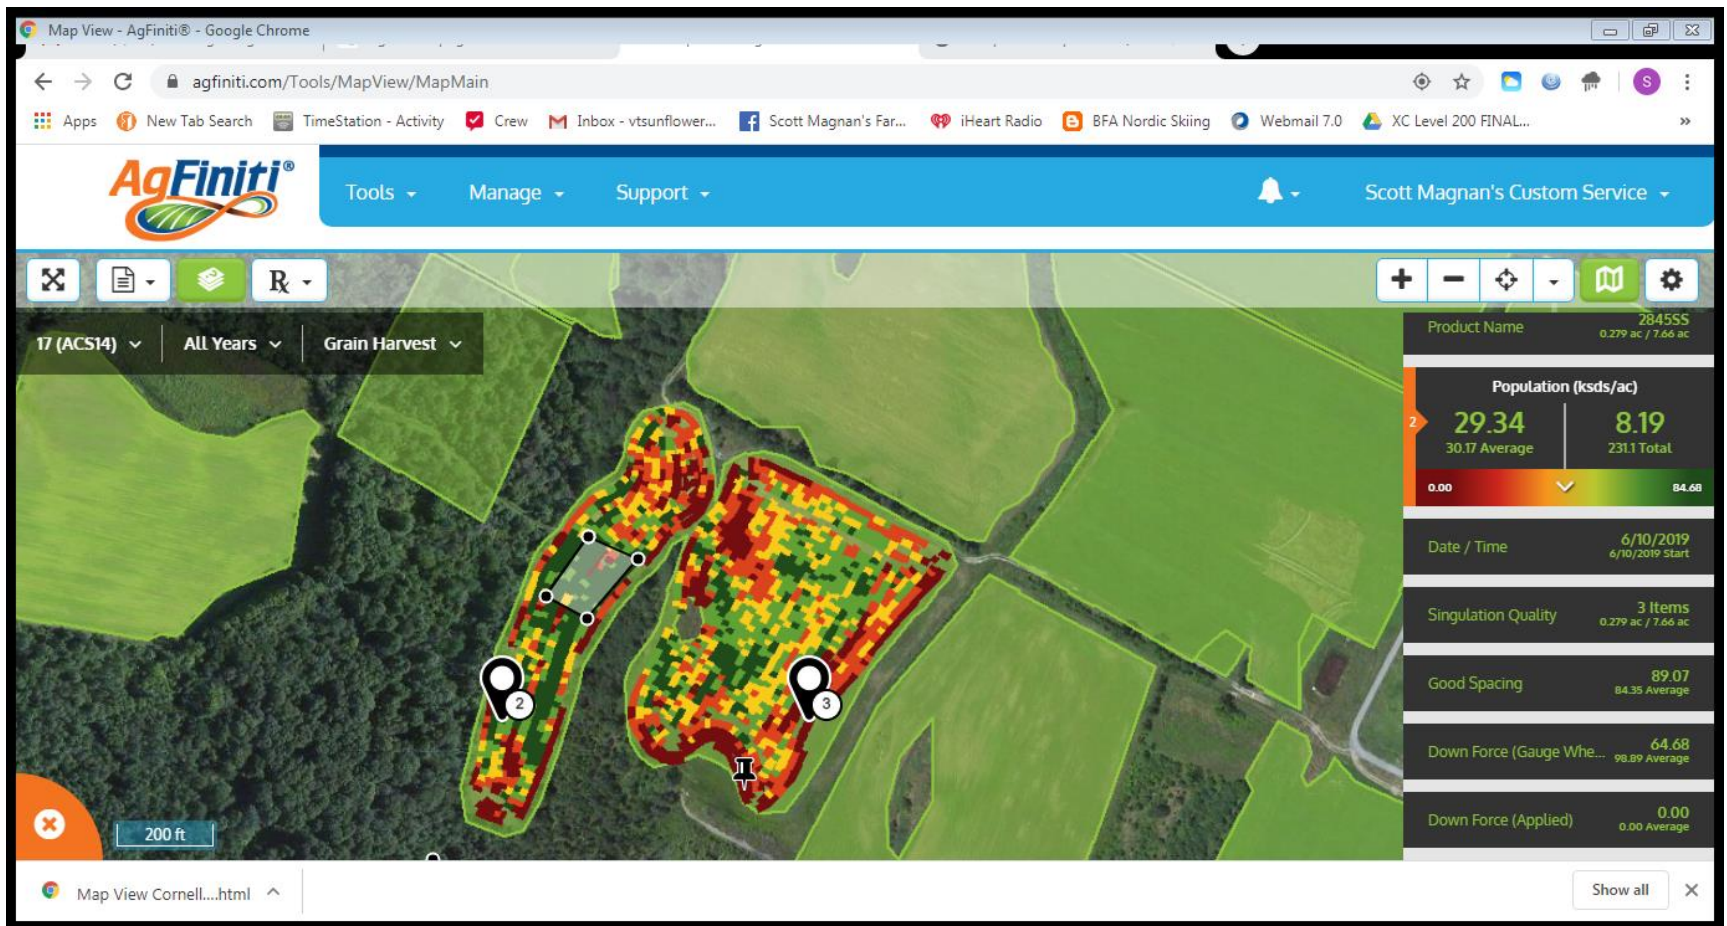 Map View - AgFiniti® - Google Chrome
agfiniti.com/Tools/MapView/MapMain
S
Apps New Tab Search TimeStation - Activity Crew Inbox - vtsunflower... Scott Magnan's Far... iHeart Radio BFA Nordic Skiing Webmail 7.0 XC Level 200 FINAL... »
AgFiniti®
Tools Manage Support Scott Magnan's Custom Service
Rx
17 (ACS14) All Years Grain Harvest
Product Name 2845SS
0.279 ac / 7.66 ac
Population (ksds/ac)
2 29.34 8.19
30.17 Average 231.1 Total
0.00 84.68
Date / Time 6/10/2019
6/10/2019 Start
Singulation Quality 3 Items
0.279 ac / 7.66 ac
Good Spacing 89.07
84.35 Average
Down Force (Gauge Whe... 64.68
98.89 Average
Down Force (Applied) 0.00
0.00 Average
2
3
200 ft
Map View Cornell....html Show all